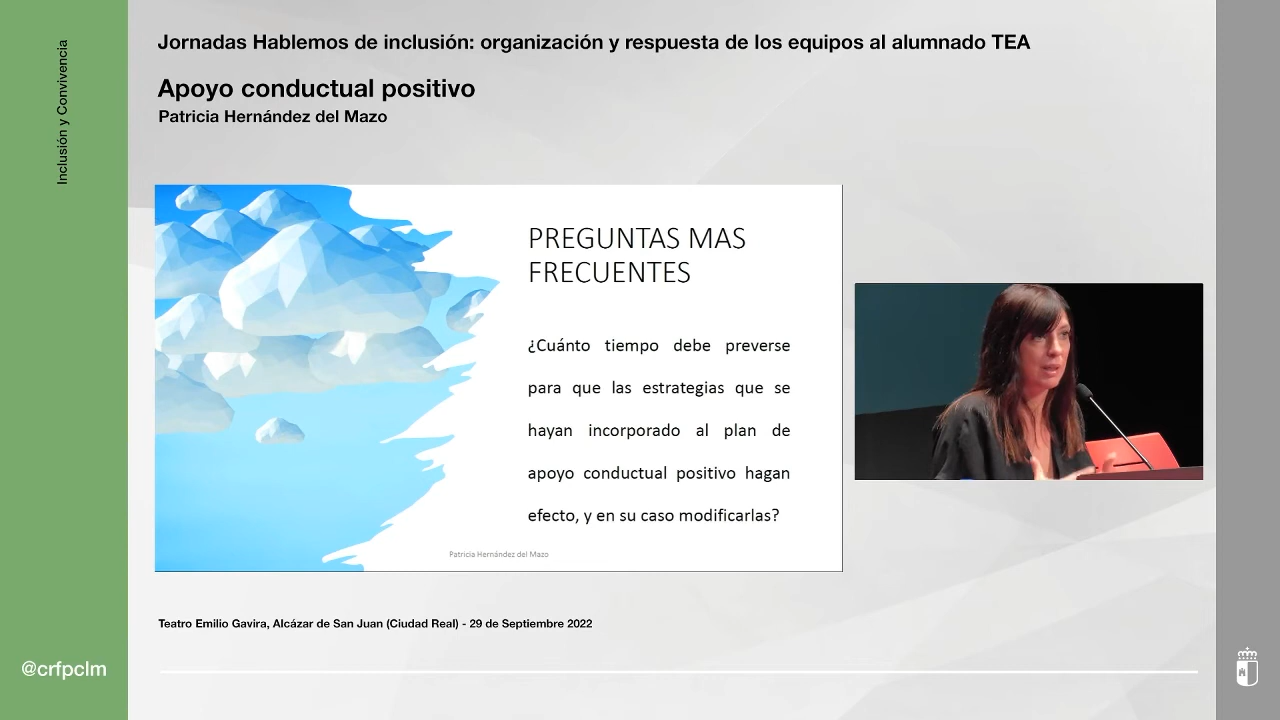 Inclusión y Convivencia
Jornadas Hablemos de inclusión: organización y respuesta de los equipos al alumnado TEA
Apoyo conductual positivo
Patricia Hernández del Mazo
PREGUNTAS MAS
FRECUENTES
¿Cuánto tiempo debe preverse
para que las estrategias que se
hayan incorporado al plan de
apoyo conductual positivo hagan
efecto, y en su caso modificarlas?
Patricia Hernández del Mazo
Teatro Emilio Gavira, Alcázar de San Juan (Ciudad Real) - 29 de Septiembre 2022
@crfpclm